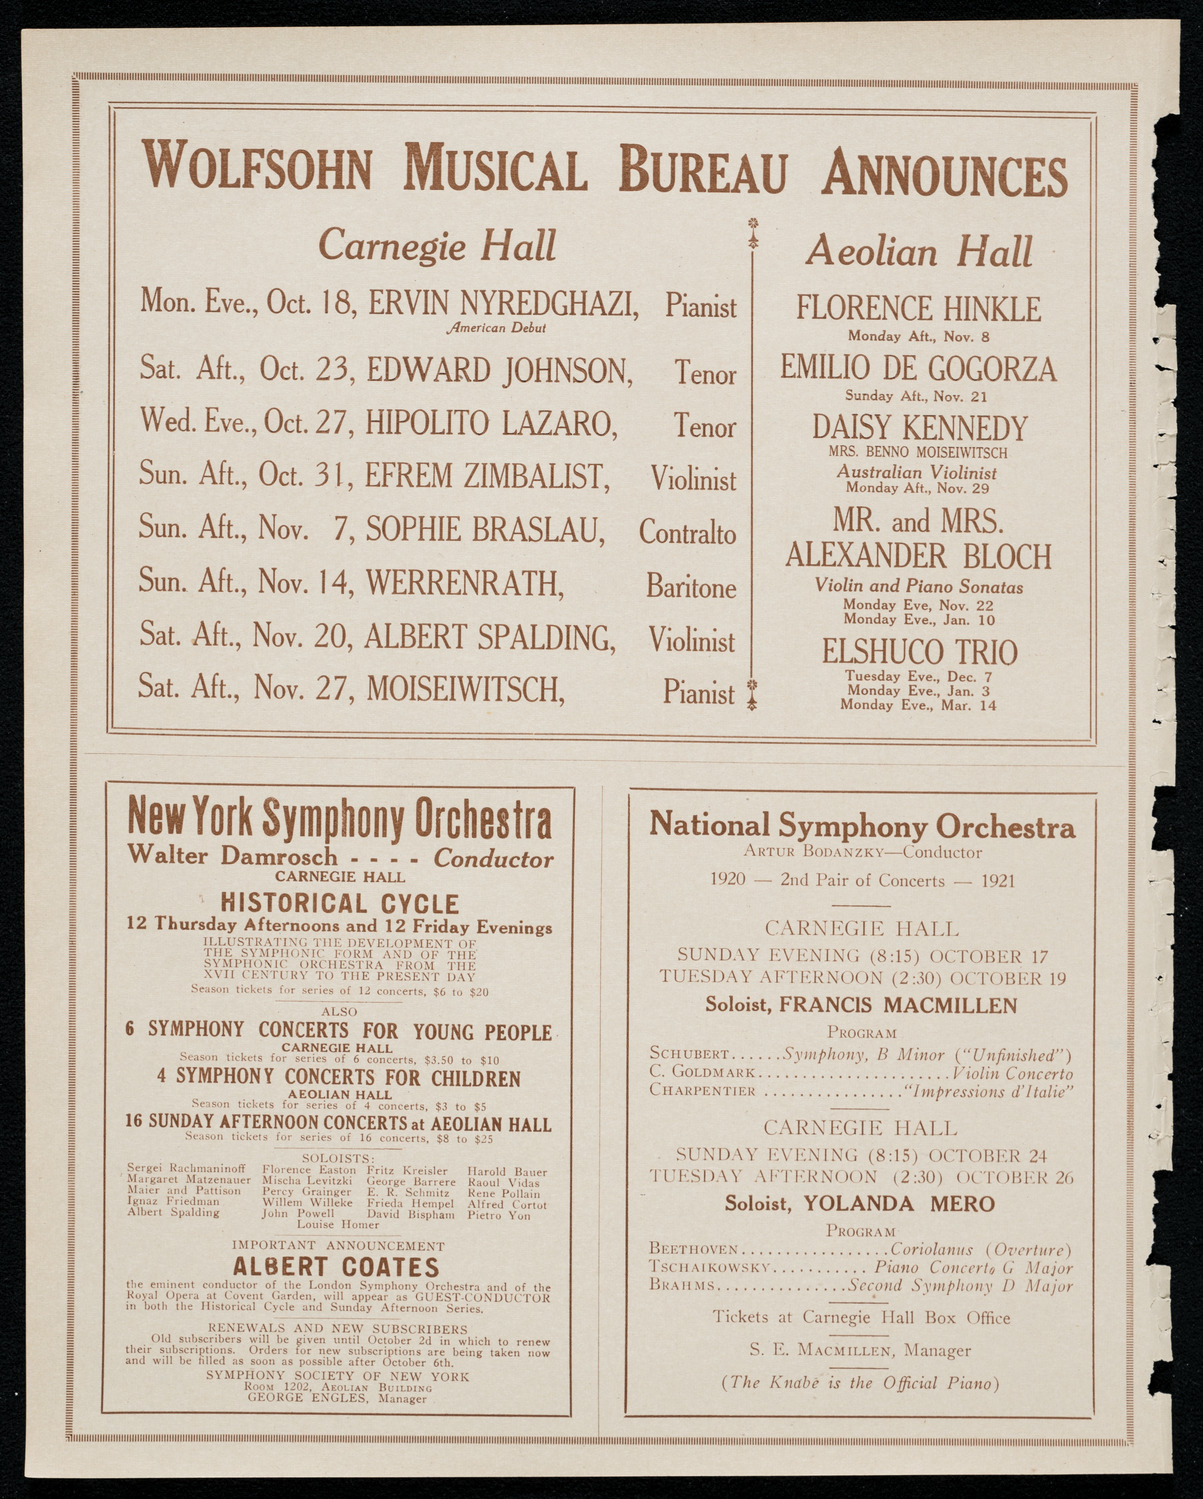 WOLFSOHN MUSICAL BUREAU ANNOUNCES
Carnegie Hall
Mon. Eve., Oct. 18, ERVIN NYREDGHAZI, Pianist
American Debut
Sat. Aft., Oct. 23, EDWARD JOHNSON, Tenor
Wed. Eve., Oct. 27, HIPOLITO LAZARO, Tenor
Sun. Aft., Oct. 31, EFREM ZIMBALIST, Violinist
Sun. Aft., Nov. 7, SOPHIE BRASLAU, Contralto
Sun. Aft., Nov. 14, WERRENRATH, Baritone
Sat. Aft., Nov. 20, ALBERT SPALDING, Violinist
Sat. Aft., Nov. 27, MOISEIWITSCH, Pianist
Aeolian Hall
FLORENCE HINKLE
Monday Aft., Nov. 8
EMILIO DE GOGORZA
Sunday Aft., Nov. 21
DAISY KENNEDY
MRS. BENNO MOISEIWITSCH
Australian Violinist
Monday Aft., Nov. 29
MR. and MRS.
ALEXANDER BLOCH
Violin and Piano Sonatas
Monday Eve, Nov. 22
Monday Eve., Jan. 10
ELSHUCO TRIO
Tuesday Eve., Dec. 7
Monday Eve., Jan. 3
Monday Eve., Mar. 14
New York Symphony Orchestra
Walter Damrosch - - - - Conductor
CARNEGIE HALL
HISTORICAL CYCLE
12 Thursday Afternoons and 12 Friday Evenings
ILLUSTRATING THE DEVELOPMENT OF
THE SYMPHONIC FORM AND OF THE
SYMPHONIC ORCHESTRA FROM THE
XVII CENTURY TO THE PRESENT DAY
Season tickets for series of 12 concerts, $6 to $20
ALSO
6 SYMPHONY CONCERTS FOR YOUNG PEOPLE
CARNEGIE HALL
Season tickets for series of 6 concerts, $3.50 to $10
4 SYMPHONY CONCERTS FOR CHILDREN
AEOLIAN HALL
Season tickets for series of 4 concerts, $3 to $5
16 SUNDAY AFTERNOON CONCERTS at AEOLIAN HALL
Season tickets for series of 16 concerts, $8 to $25
SOLOISTS:
Sergei Rachmaninoff Florence Easton Fritz Kreisler Harold Bauer
Margaret Matzenauer Mischa Levitzki George Barrere Raoul Vidas
Maier and Pattison Percy Grainger E. R. Schmitz Rene Pollain
Ignaz Friedman Willem Willeke Frieda Hempel Alfred Cortot
Albert Spalding John Powell David Bispham Pietro Yon
Louise Homer
IMPORTANT ANNOUNCEMENT
ALBERT COATES
the eminent conductor of the London Symphony Orchestra and of the
Royal Opera at Covent Garden, will appear as GUEST-CONDUCTOR
in both the Historical Cycle and Sunday Afternoon Series.
RENEWALS AND NEW SUBSCRIBERS
Old subscribers will be given until October 2d in which to renew
their subscriptions. Orders for new subscriptions are being taken now
and will be filled as soon as possible after October 6th.
SYMPHONY SOCIETY OF NEW YORK
ROOM 1202, AEOLIAN BUILDING
GEORGE ENGLES, Manager
National Symphony Orchestra
ARTUR BODANZKY—Conductor
1920 — 2nd Pair of Concerts — 1921
CARNEGIE HALL
SUNDAY EVENING (8:15) OCTOBER 17
TUESDAY AFTERNOON (2:30) OCTOBER 19
Soloist, FRANCIS MACMILLEN
PROGRAM
SCHUBERT......Symphony, B Minor ("Unfinished")
C. GOLDMARK......................Violin Concerto
CHARPENTIER ................"Impressions d'Italie"
CARNEGIE HALL
SUNDAY EVENING (8:15) OCTOBER 24
TUESDAY AFTERNOON (2:30) OCTOBER 26
Soloist, YOLANDA MERO
PROGRAM
BEETHOVEN.................Coriolanus (Overture)
TSCHAIKOWSKY........... Piano Concerto G Major
BRAHMS...............Second Symphony D Major
Tickets at Carnegie Hall Box Office
S. E. MACMILLEN, Manager
(The Knabe is the Official Piano)